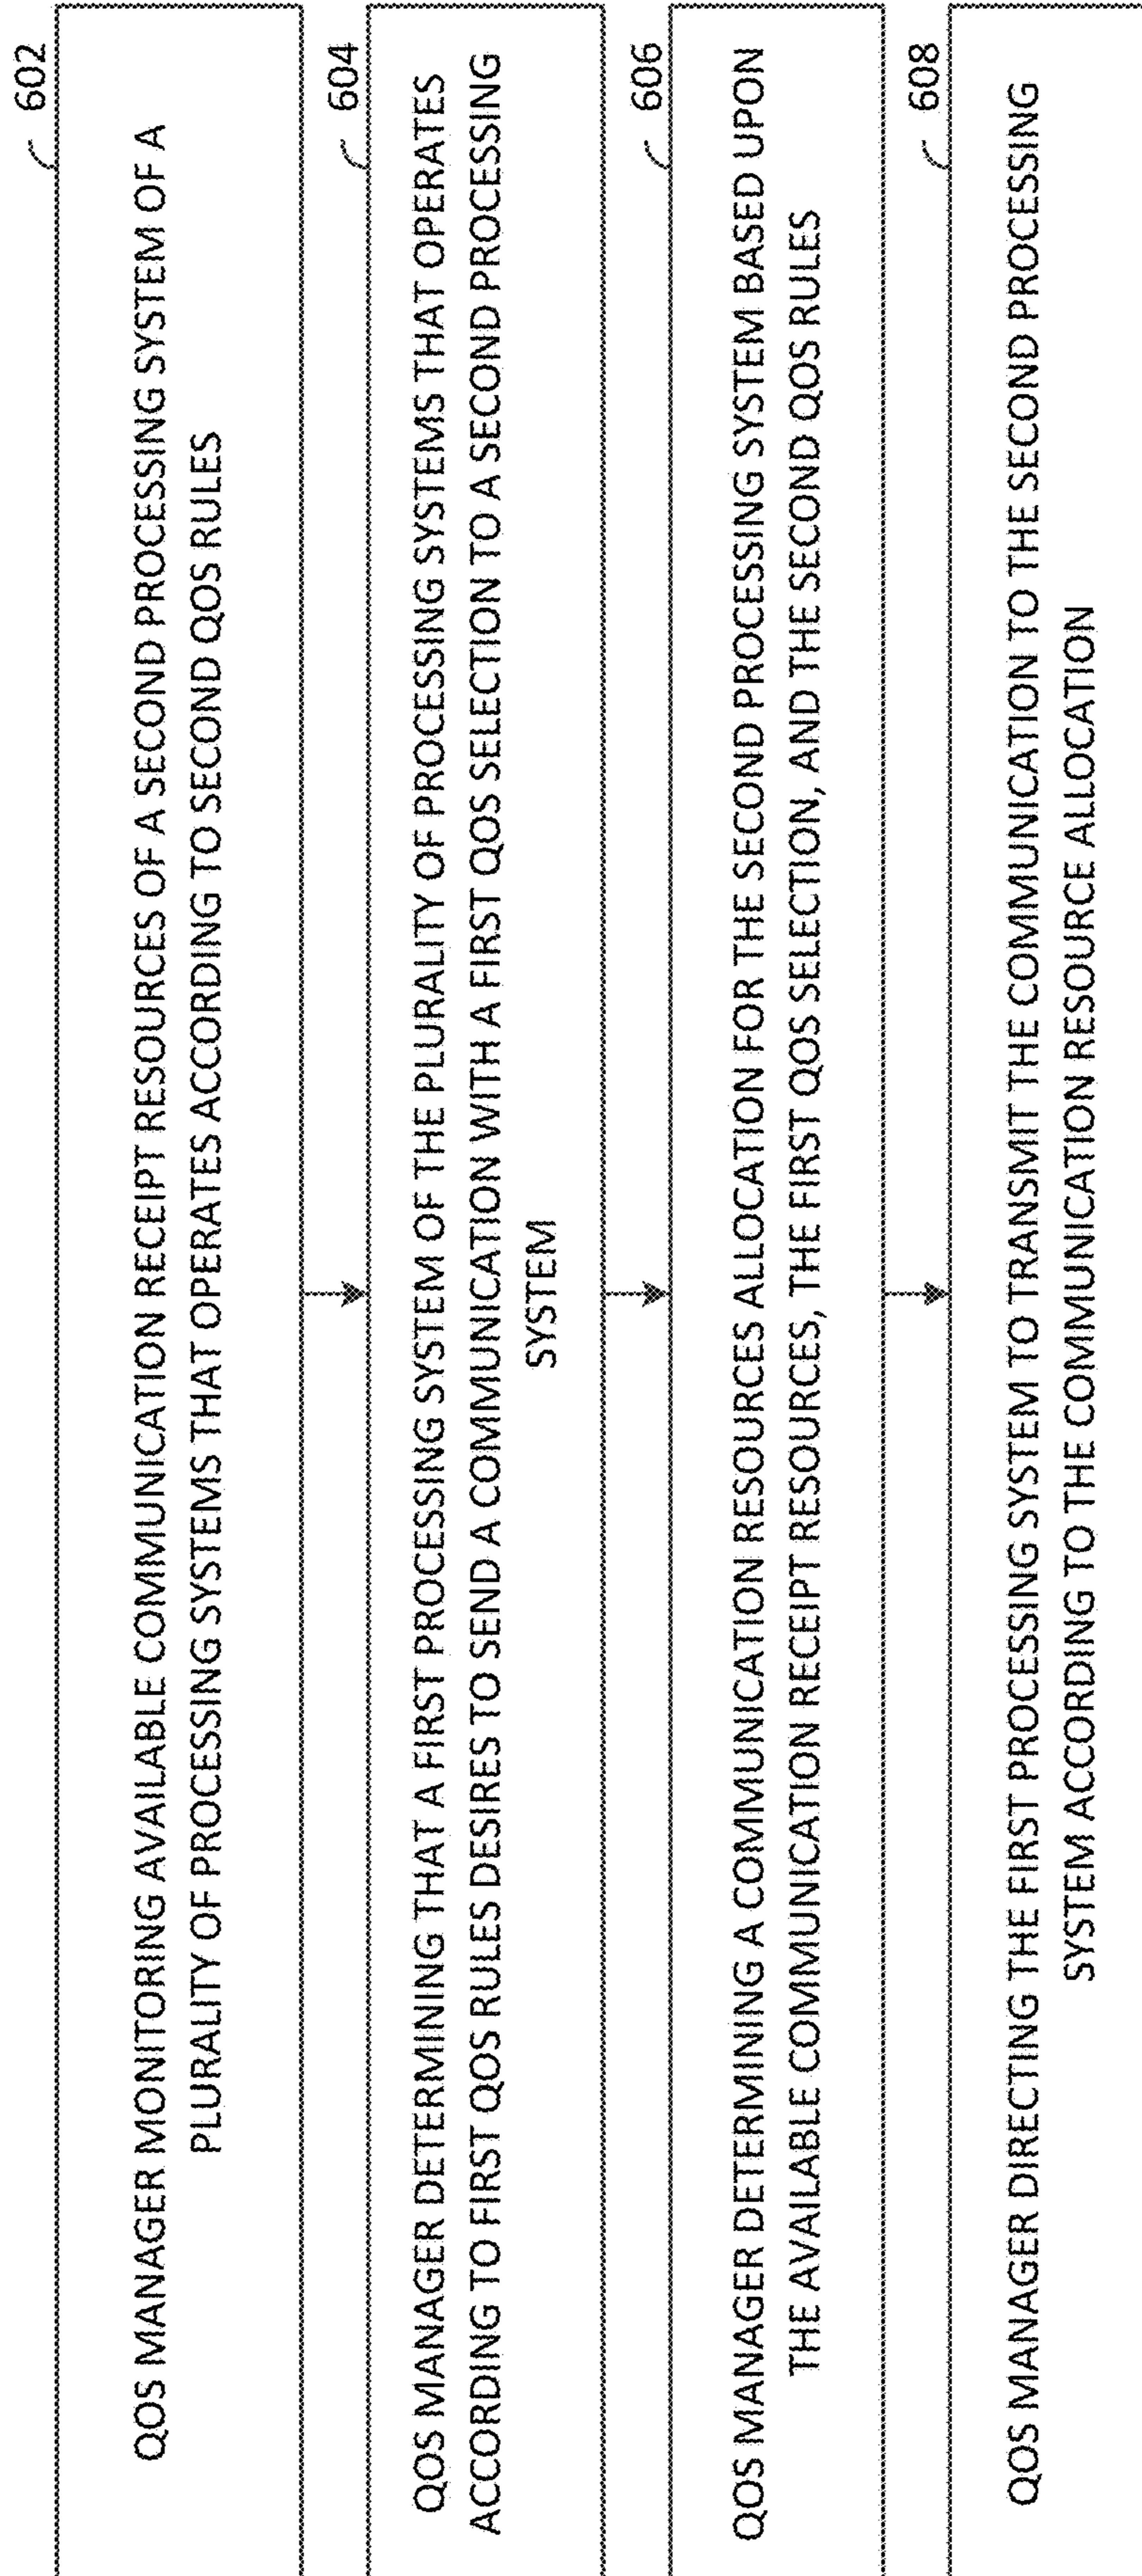 602
QOS MANAGER MONITORING AVAILABLE COMMUNICATION RECEIPT RESOURCES OF A SECOND PROCESSING SYSTEM OF A
PLURALITY OF PROCESSING SYSTEMS THAT OPERATES ACCORDING TO SECOND QOS RULES
604
QOS MANAGER DETERMINING THAT A FIRST PROCESSING SYSTEM OF THE PLURALITY OF PROCESSING SYSTEMS THAT OPERATES
ACCORDING TO FIRST QOS RULES DESIRES TO SEND A COMMUNICATION WITH A FIRST QOS SELECTION TO A SECOND PROCESSING
SYSTEM
606
QOS MANAGER DETERMINING A COMMUNICATION RESOURCES ALLOCATION FOR THE SECOND PROCESSING SYSTEM BASED UPON
THE AVAILABLE COMMUNICATION RECEIPT RESOURCES, THE FIRST QOS SELECTION, AND THE SECOND QOS RULES
608
QOS MANAGER DIRECTING THE FIRST PROCESSING SYSTEM TO TRANSMIT THE COMMUNICATION TO THE SECOND PROCESSING
SYSTEM ACCORDING TO THE COMMUNICATION RESOURCE ALLOCATION